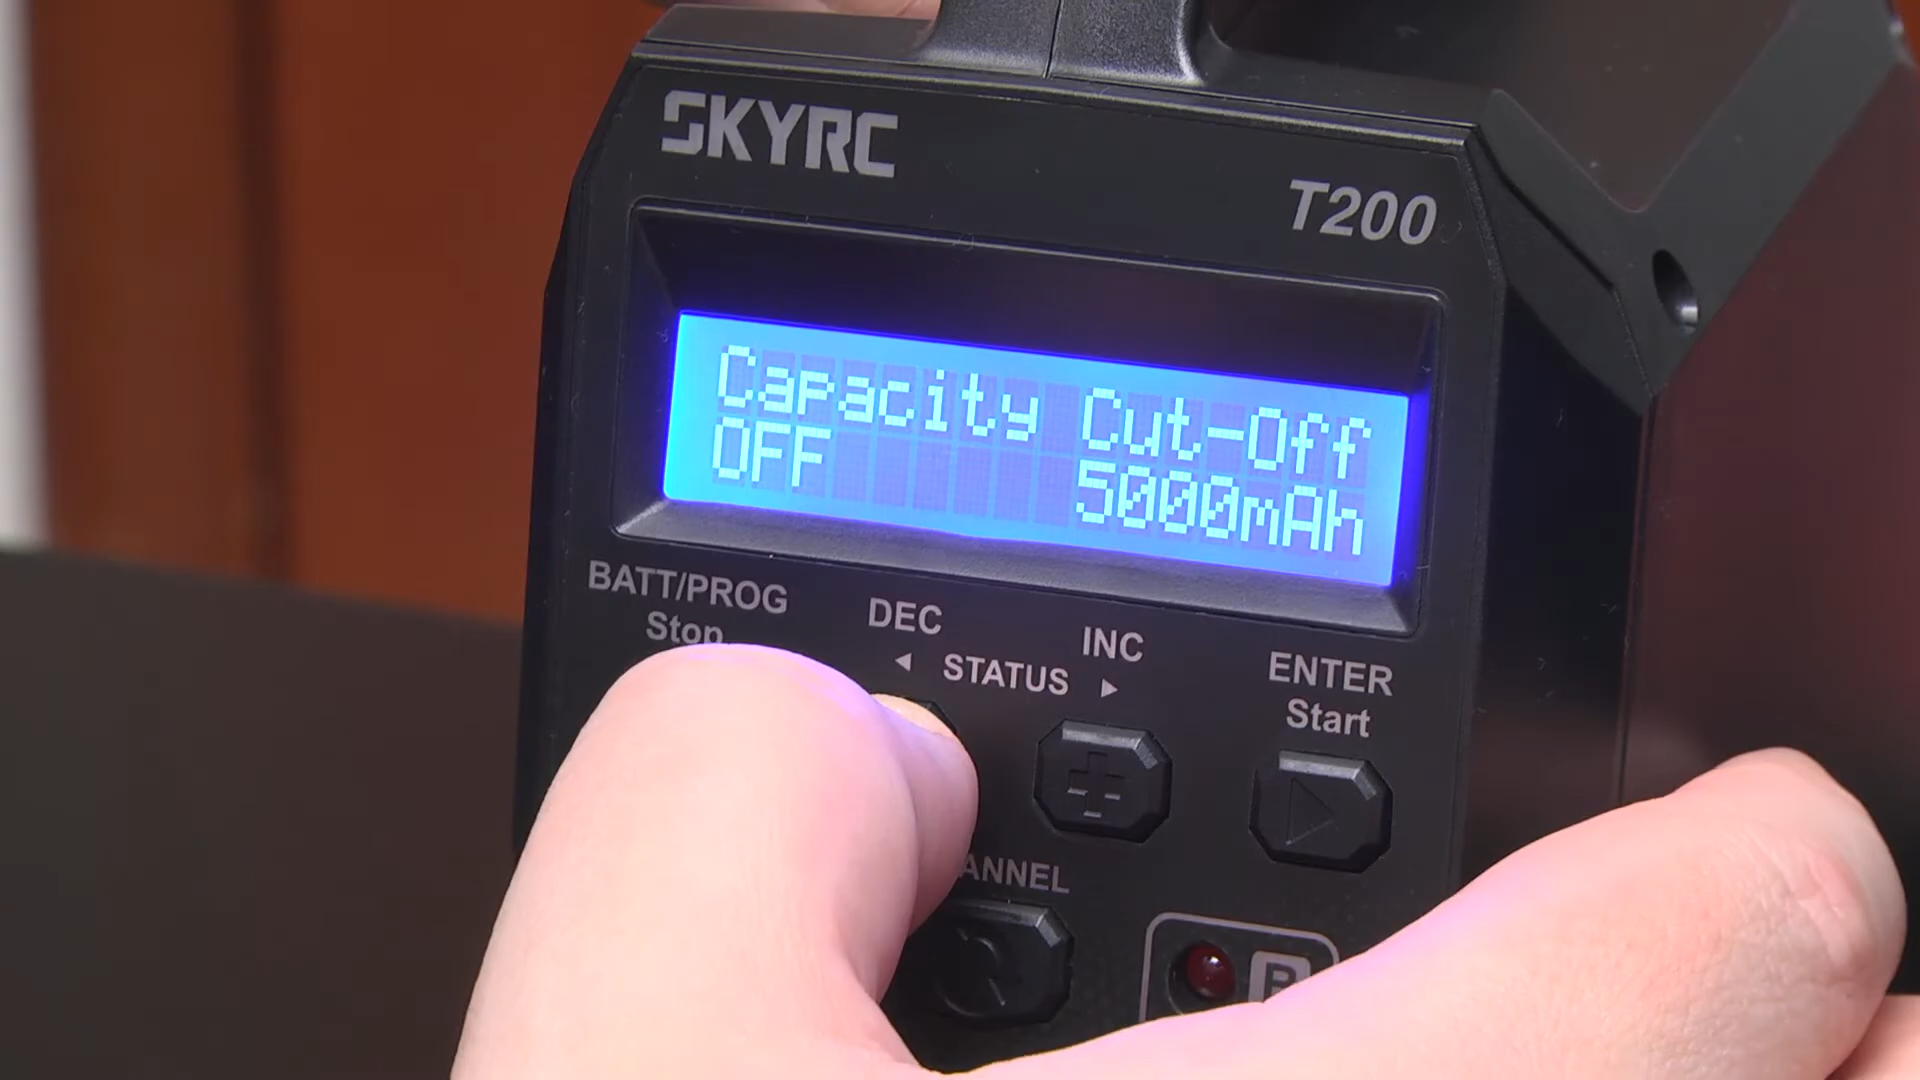 SKYRC
T200
Capacity Cut-Off
OFF 5000mAh
BATT/PROG
Stop
DEC
INC
◄ STATUS ►
ENTER
Start
ANNEL
B